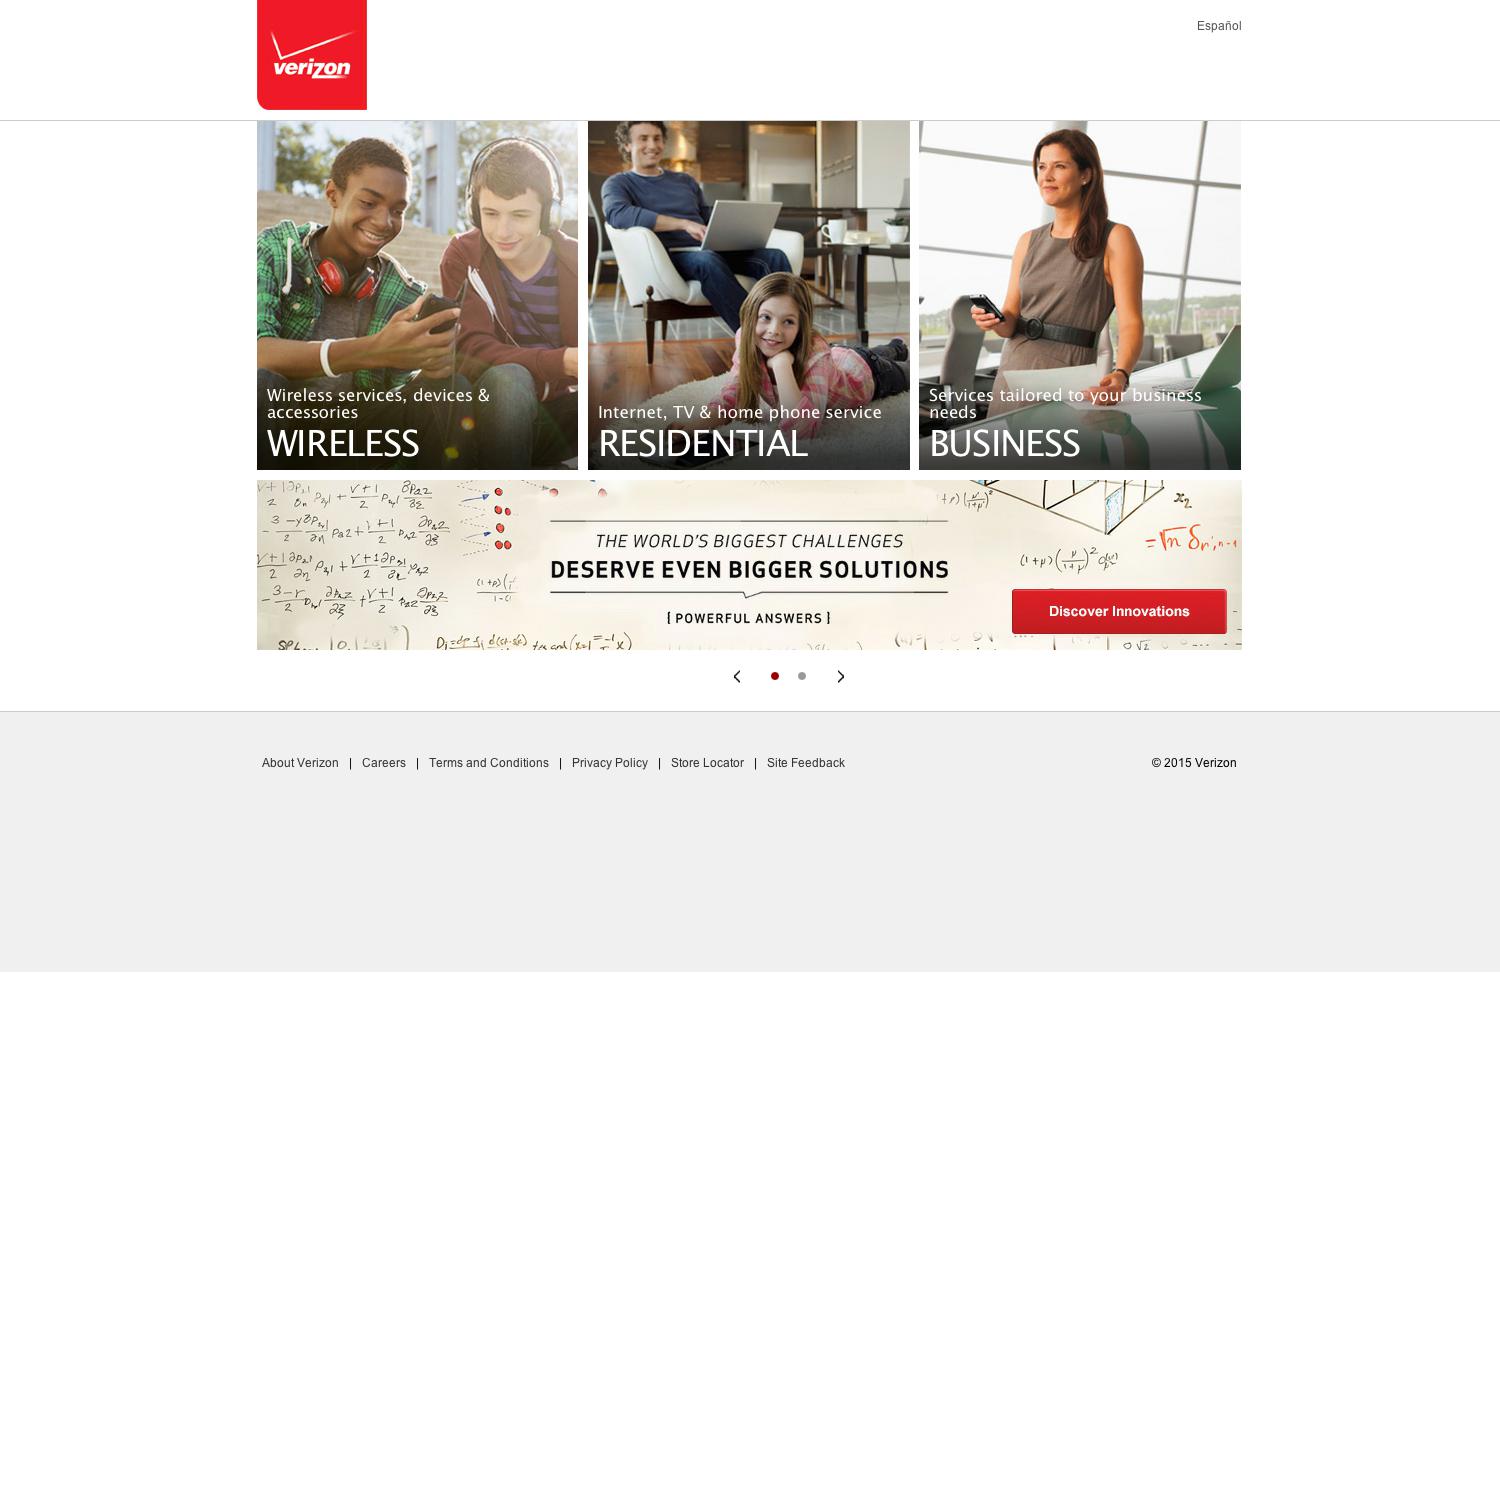 verizon
Español
Wireless services, devices &
accessories
WIRELESS
Internet, TV & home phone service
RESIDENTIAL
Services tailored to your business
needs
BUSINESS
THE WORLD'S BIGGEST CHALLENGES
DESERVE EVEN BIGGER SOLUTIONS
{ POWERFUL ANSWERS }
Discover Innovations
About Verizon | Careers | Terms and Conditions | Privacy Policy | Store Locator | Site Feedback
© 2015 Verizon